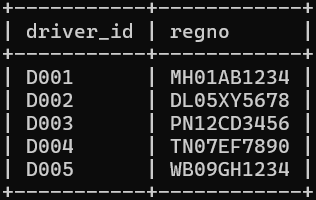 +-----------+------------+
| driver_id | regno      |
+-----------+------------+
| D001      | MH01AB1234 |
| D002      | DL05XY5678 |
| D003      | PN12CD3456 |
| D004      | TN07EF7890 |
| D005      | WB09GH1234 |
+-----------+------------+